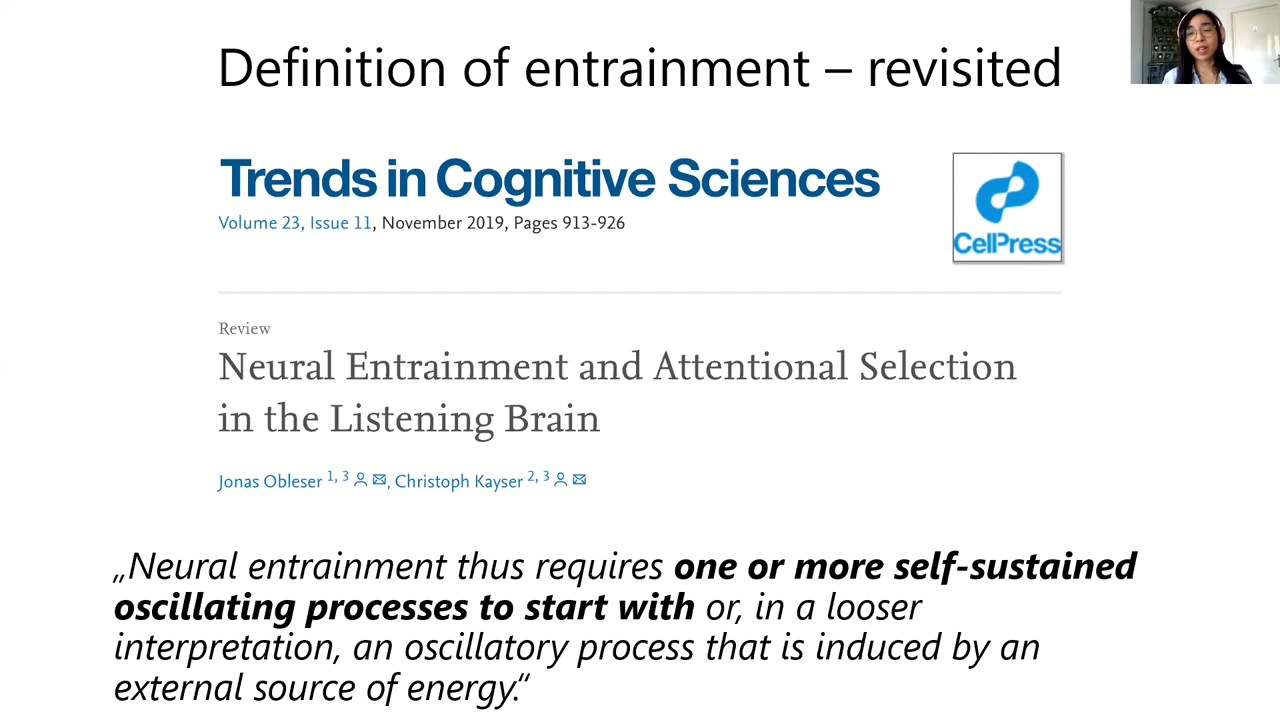 Definition of entrainment – revisited
Trends in Cognitive Sciences
Volume 23, Issue 11, November 2019, Pages 913-926
CellPress
Review
Neural Entrainment and Attentional Selection
in the Listening Brain
Jonas Obleser 1, 3, Christoph Kayser 2, 3
„Neural entrainment thus requires one or more self-sustained
oscillating processes to start with or, in a looser
interpretation, an oscillatory process that is induced by an
external source of energy.“